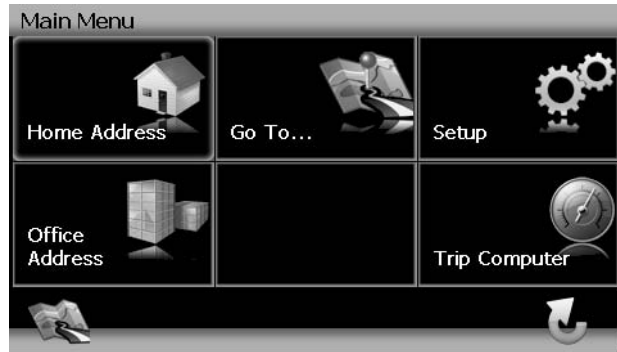 Main Menu
Home Address
Go To...
Setup
Office
Address
Trip Computer